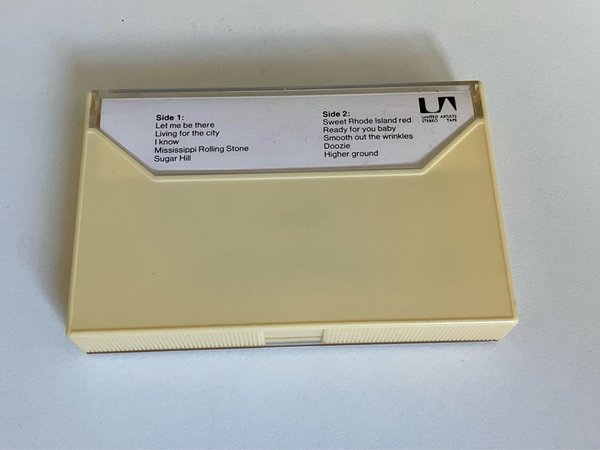 Side 1:
Let me be there
Living for the city
I know
Mississippi Rolling Stone
Sugar Hill
Side 2:
Sweet Rhode Island red
Ready for you baby
Smooth out the wrinkles
Doozie
Higher ground
UA
UNITED ARTISTS
STEREO TAPE